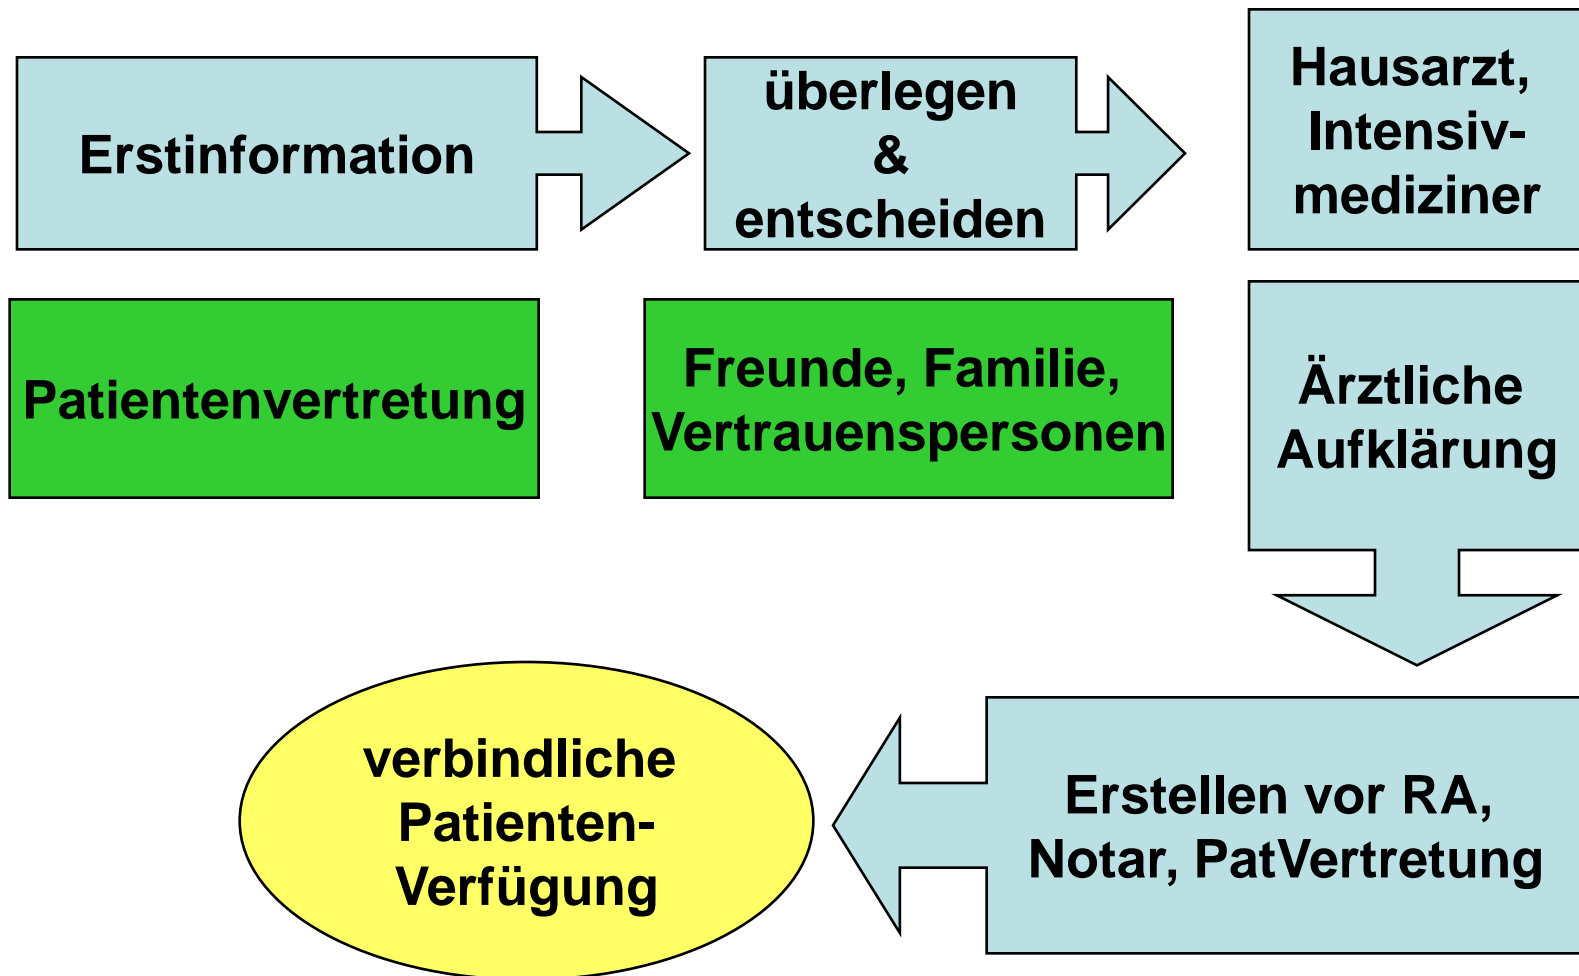 Erstinformation
überlegen
&
entscheiden
Hausarzt,
Intensiv-
mediziner
Patientenvertretung
Freunde, Familie,
Vertrauenspersonen
Ärztliche
Aufklärung
Erstellen vor RA,
Notar, PatVertretung
verbindliche
Patienten-
Verfügung